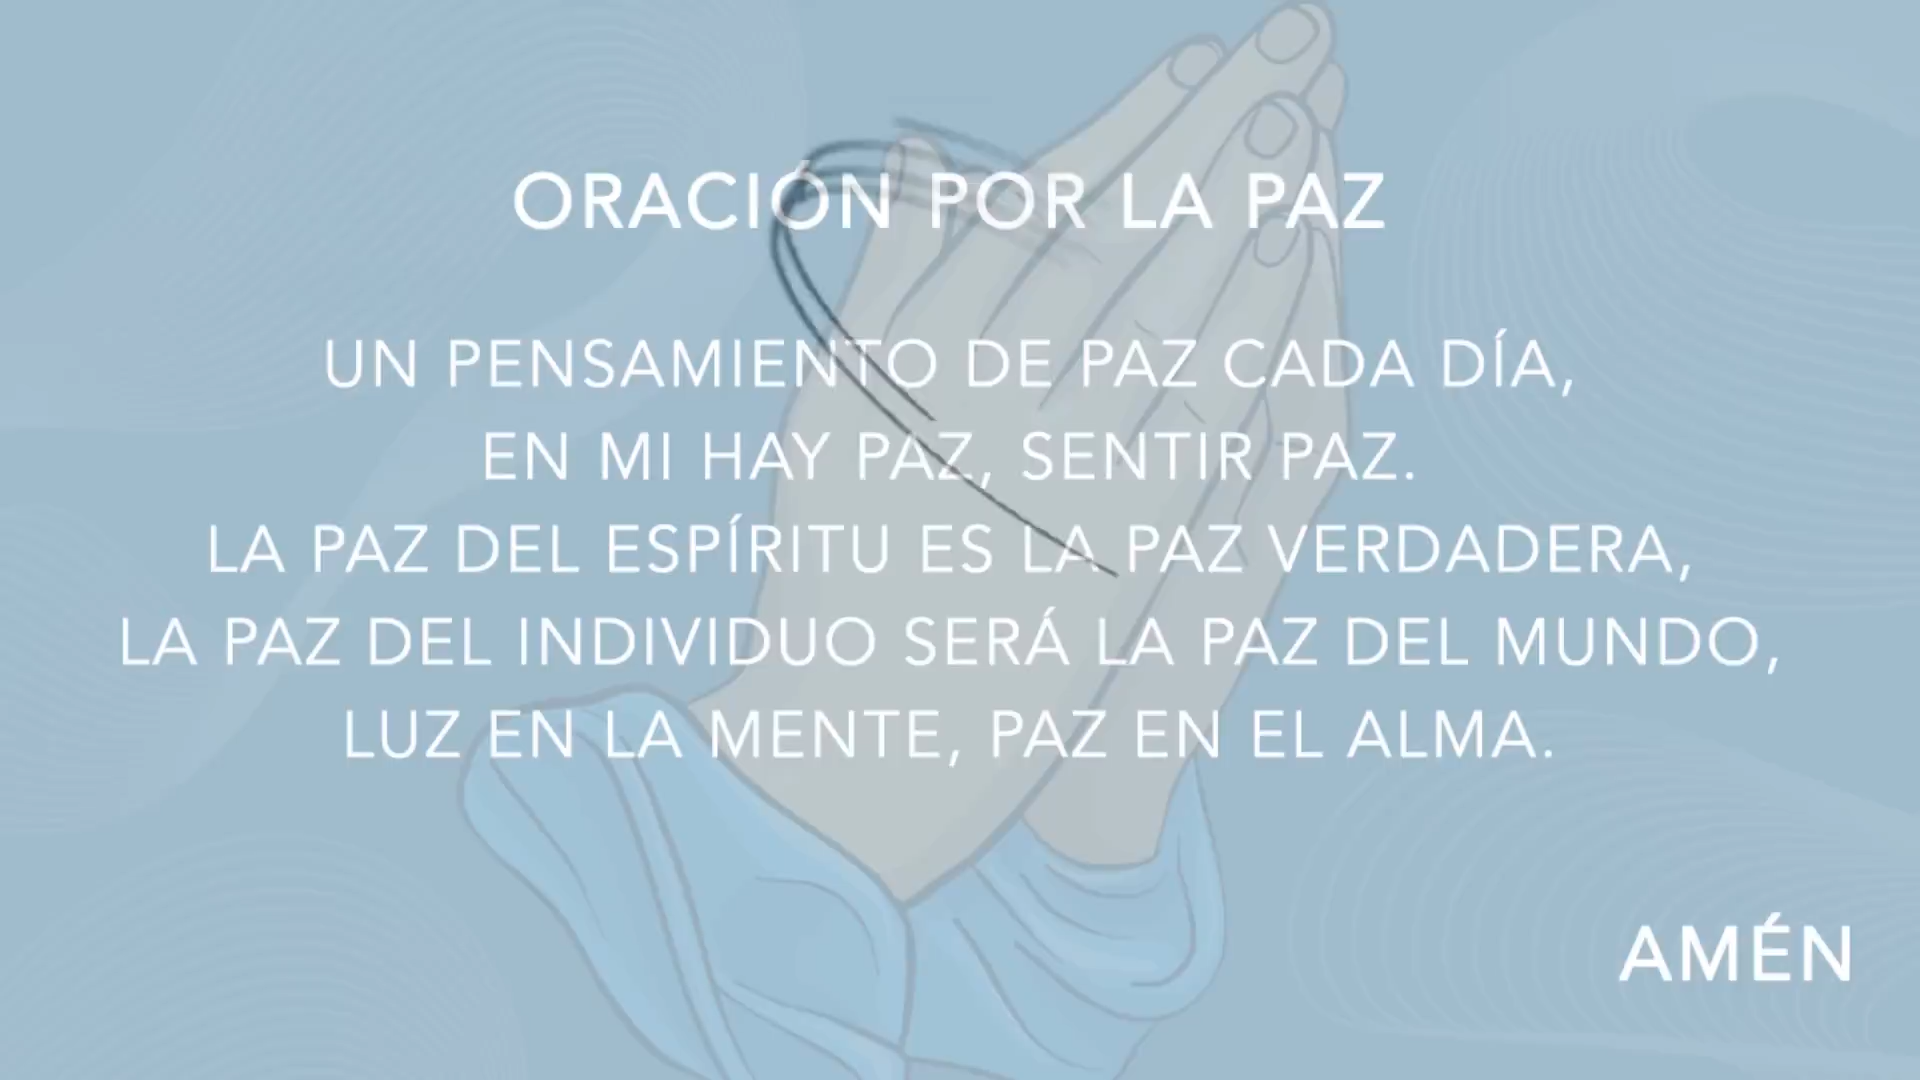 ORACIÓN POR LA PAZ
UN PENSAMIENTO DE PAZ CADA DÍA,
EN MI HAY PAZ, SENTIR PAZ.
LA PAZ DEL ESPÍRITU ES LA PAZ VERDADERA,
LA PAZ DEL INDIVIDUO SERÁ LA PAZ DEL MUNDO,
LUZ EN LA MENTE, PAZ EN EL ALMA.
AMÉN